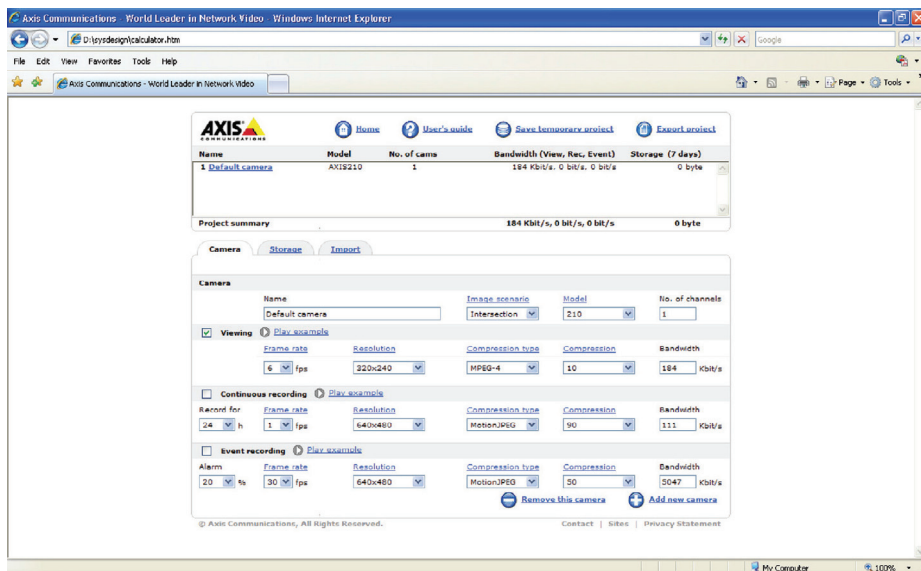 Axis Communications - World Leader in Network Video - Windows Internet Explorer
D:\sysdesign\calculator.htm
Google
File Edit View Favorites Tools Help
Axis Communications - World Leader in Network Video
Page Tools
AXIS
COMMUNICATIONS
Home User's guide Save temporary project Export project
Name Model No. of cams Bandwidth (View, Rec, Event) Storage (7 days)
1 Default camera AXIS210 1 184 Kbit/s, 0 bit/s, 0 bit/s 0 byte
Project summary 184 Kbit/s, 0 bit/s, 0 bit/s 0 byte
Camera Storage Import
Camera
Name Image scenario Model No. of channels
Default camera Intersection 210 1
Viewing Play example
Frame rate Resolution Compression type Compression Bandwidth
6 fps 320x240 MPEG-4 10 184 Kbit/s
Continuous recording Play example
Record for Frame rate Resolution Compression type Compression Bandwidth
24 h 1 fps 640x480 MotionJPEG 90 111 Kbit/s
Event recording Play example
Alarm Frame rate Resolution Compression type Compression Bandwidth
20 % 30 fps 640x480 MotionJPEG 50 5047 Kbit/s
Remove this camera Add new camera
© Axis Communications, All Rights Reserved. Contact | Sites | Privacy Statement
My Computer 100%